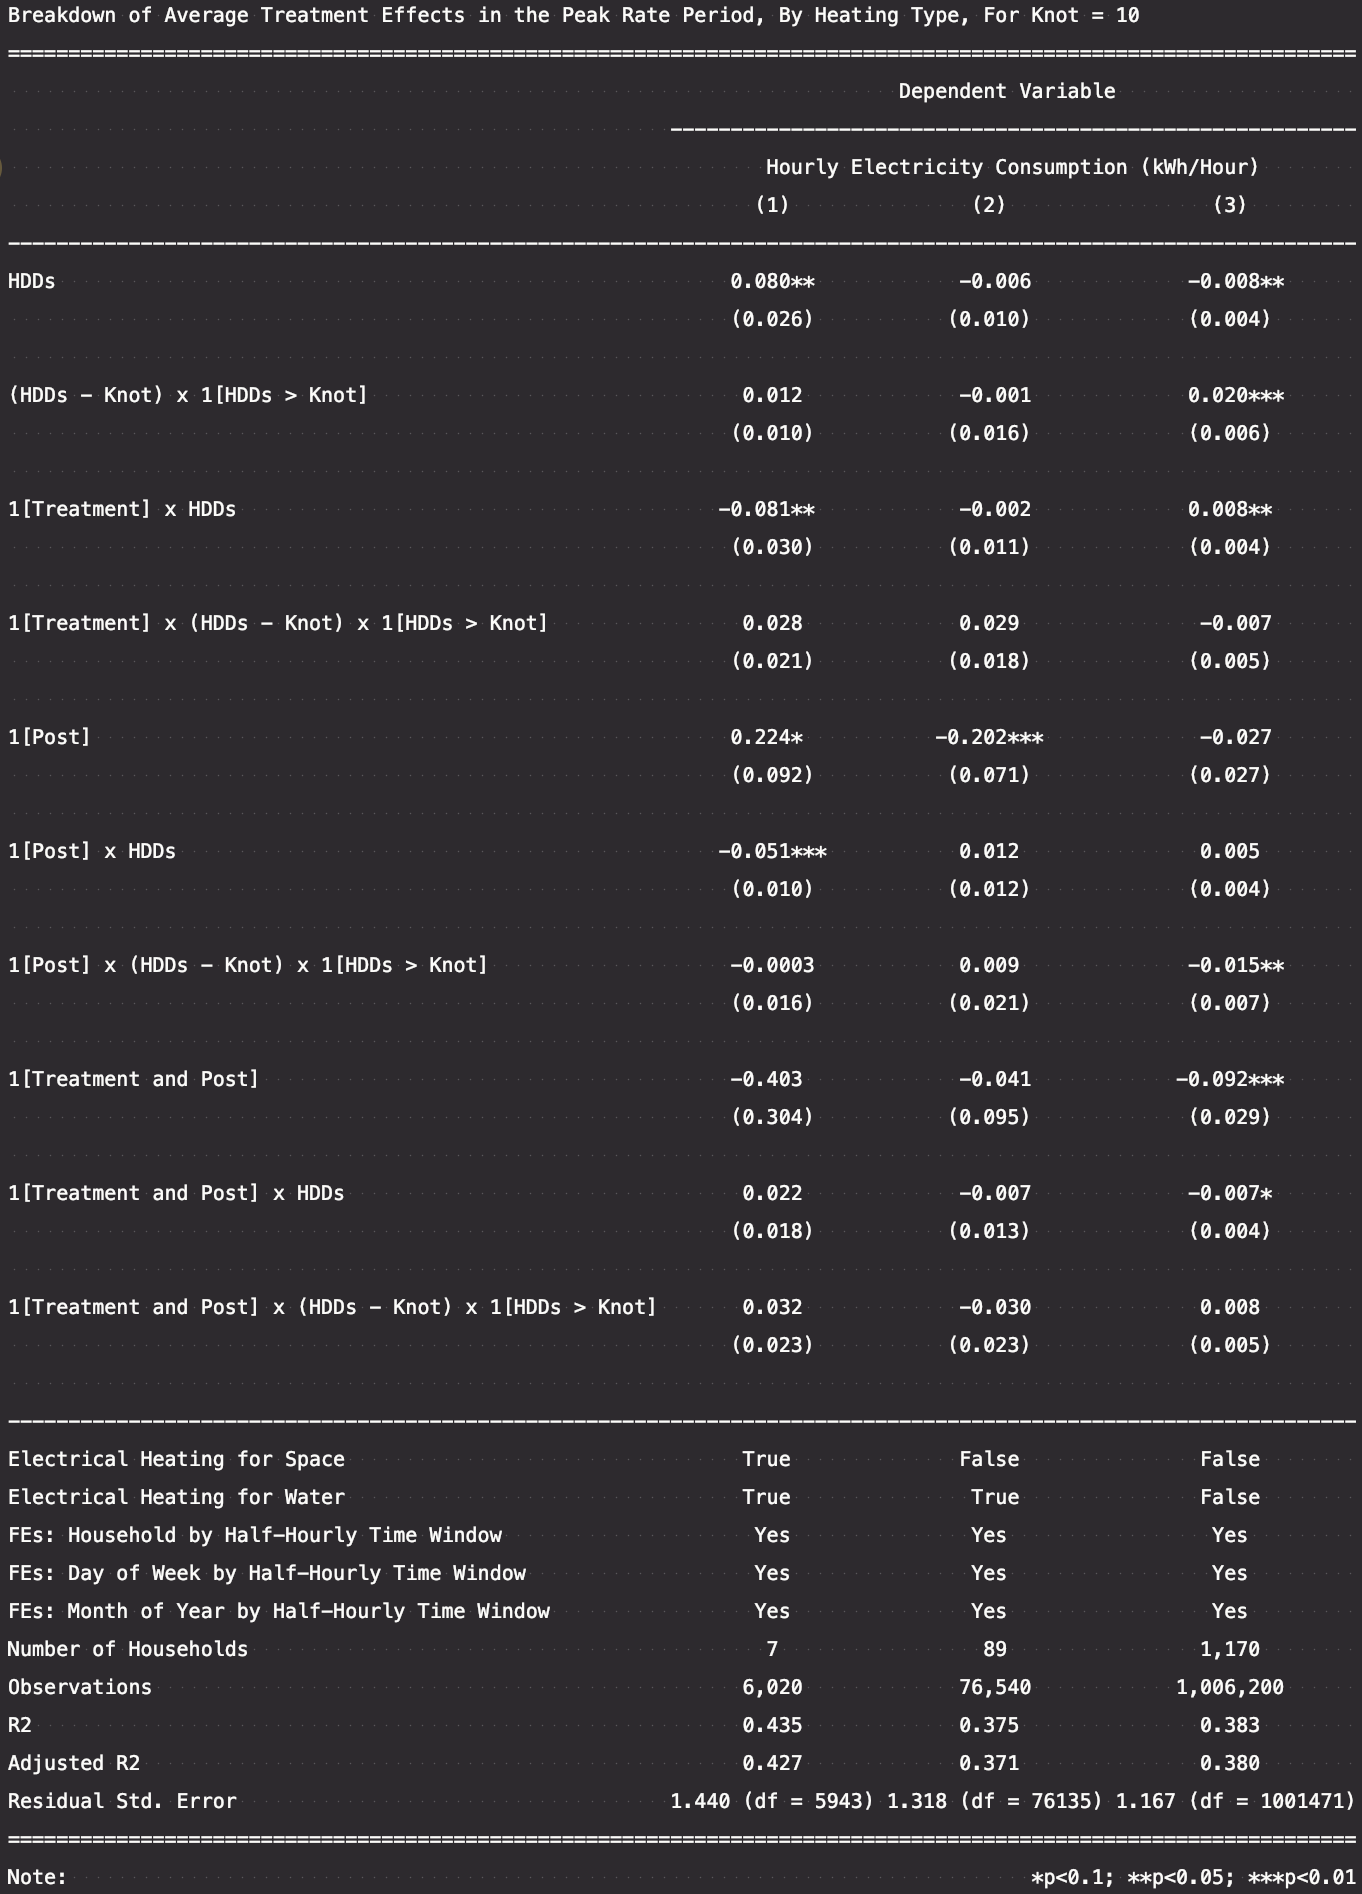 Breakdown of Average Treatment Effects in the Peak Rate Period, By Heating Type, For Knot = 10
====================================================================================================
Dependent Variable
---------------------------------------------------------
Hourly Electricity Consumption (kWh/Hour)
(1) (2) (3)
----------------------------------------------------------------------------------------------------
HDDs 0.080** -0.006 -0.008**
(0.026) (0.010) (0.004)
(HDDs - Knot) x 1[HDDs > Knot] 0.012 -0.001 0.020***
(0.010) (0.016) (0.006)
1[Treatment] x HDDs -0.081** -0.002 0.008**
(0.030) (0.011) (0.004)
1[Treatment] x (HDDs - Knot) x 1[HDDs > Knot] 0.028 0.029 -0.007
(0.021) (0.018) (0.005)
1[Post] 0.224* -0.202*** -0.027
(0.092) (0.071) (0.027)
1[Post] x HDDs -0.051*** 0.012 0.005
(0.010) (0.012) (0.004)
1[Post] x (HDDs - Knot) x 1[HDDs > Knot] -0.0003 0.009 -0.015**
(0.016) (0.021) (0.007)
1[Treatment and Post] -0.403 -0.041 -0.092***
(0.304) (0.095) (0.029)
1[Treatment and Post] x HDDs 0.022 -0.007 -0.007*
(0.018) (0.013) (0.004)
1[Treatment and Post] x (HDDs - Knot) x 1[HDDs > Knot] 0.032 -0.030 0.008
(0.023) (0.023) (0.005)
----------------------------------------------------------------------------------------------------
Electrical Heating for Space True False False
Electrical Heating for Water True True False
FEs: Household by Half-Hourly Time Window Yes Yes Yes
FEs: Day of Week by Half-Hourly Time Window Yes Yes Yes
FEs: Month of Year by Half-Hourly Time Window Yes Yes Yes
Number of Households 7 89 1,170
Observations 6,020 76,540 1,006,200
R2 0.435 0.375 0.383
Adjusted R2 0.427 0.371 0.380
Residual Std. Error 1.440 (df = 5943) 1.318 (df = 76135) 1.167 (df = 1001471)
====================================================================================================
Note: *p<0.1; **p<0.05; ***p<0.01